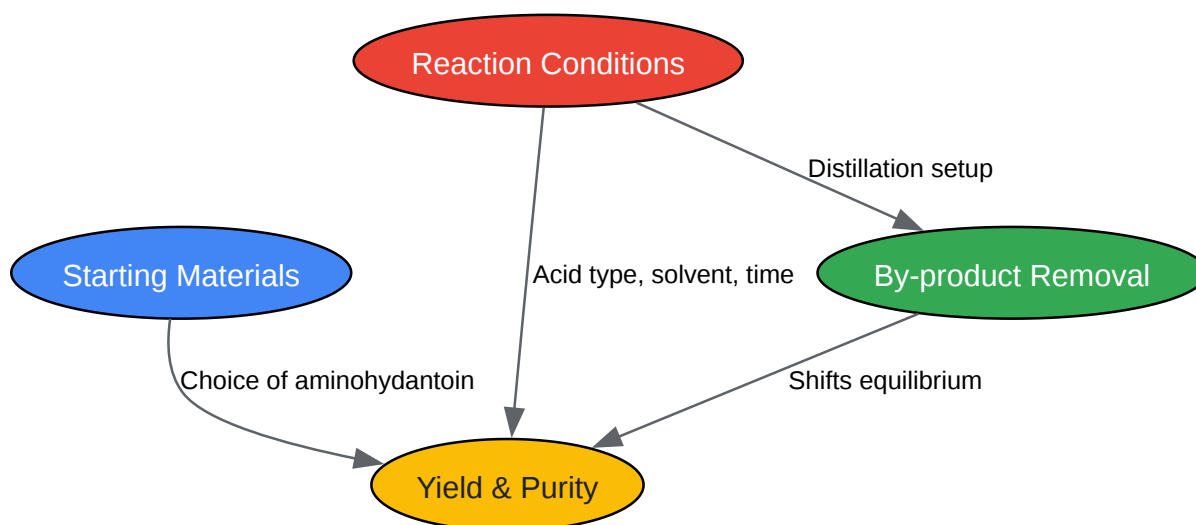 Reaction Conditions
Distillation setup
Starting Materials
Acid type, solvent, time
By-product Removal
Choice of aminohydantoin
Shifts equilibrium
Yield & Purity